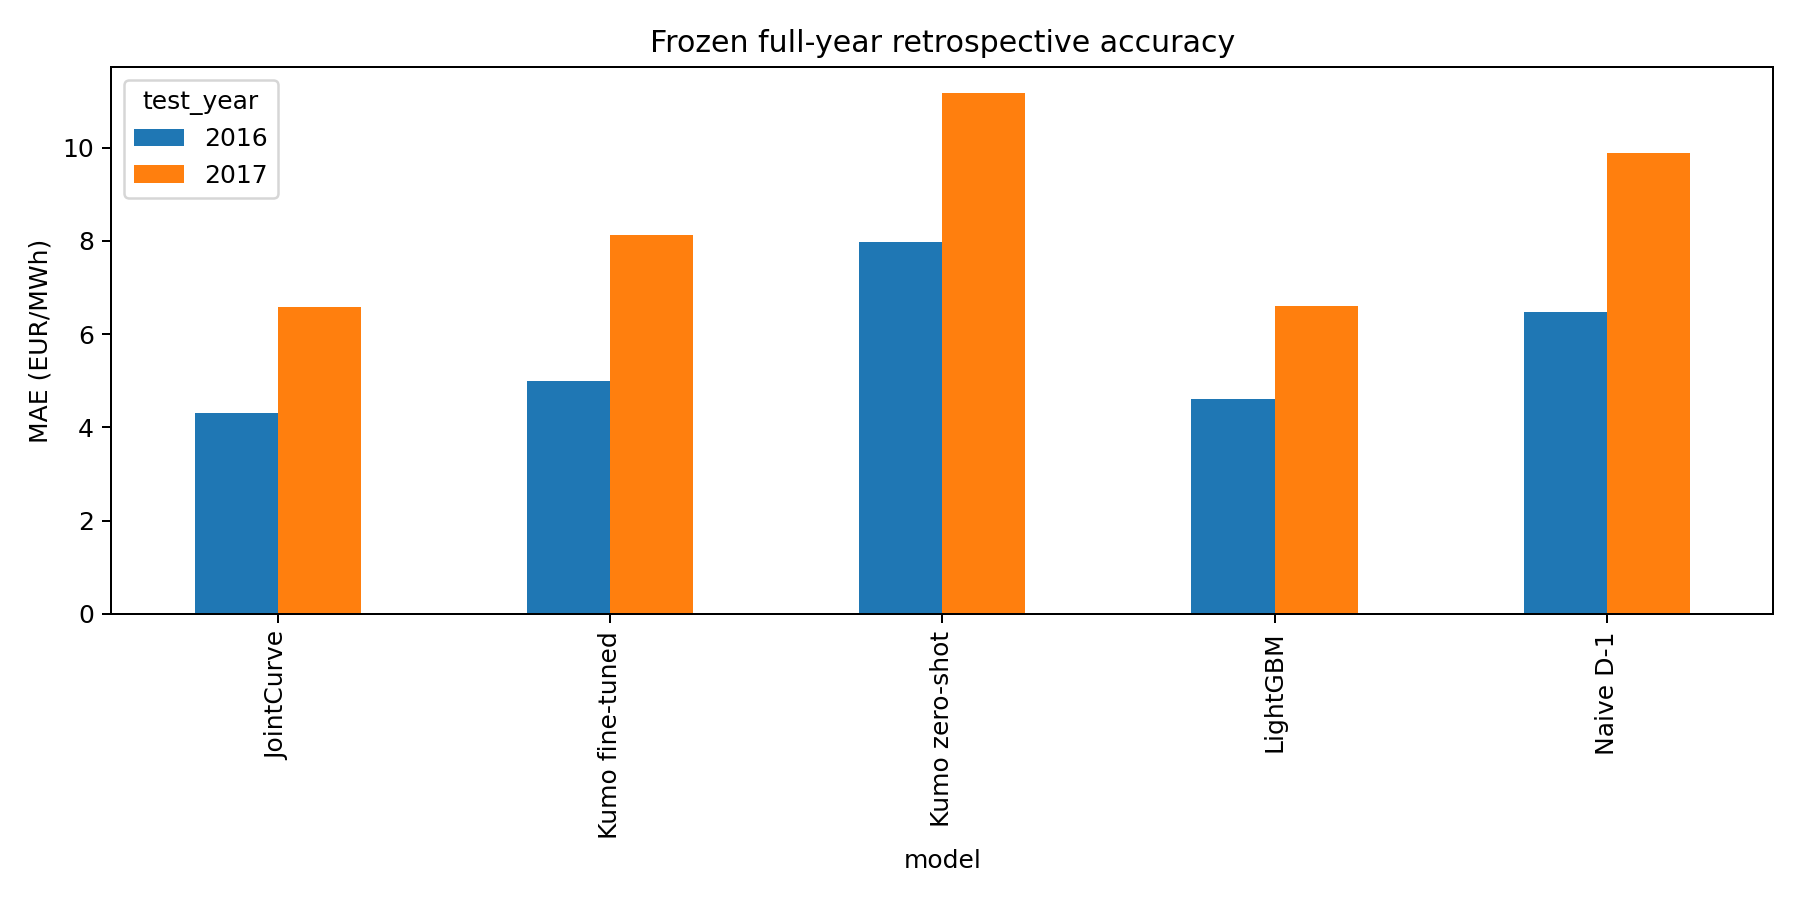 Frozen full-year retrospective accuracy
test_year
2016
2017
MAE (EUR/MWh)
10
8
6
4
2
0
JointCurve
Kumo fine-tuned
Kumo zero-shot
LightGBM
Naive D-1
model